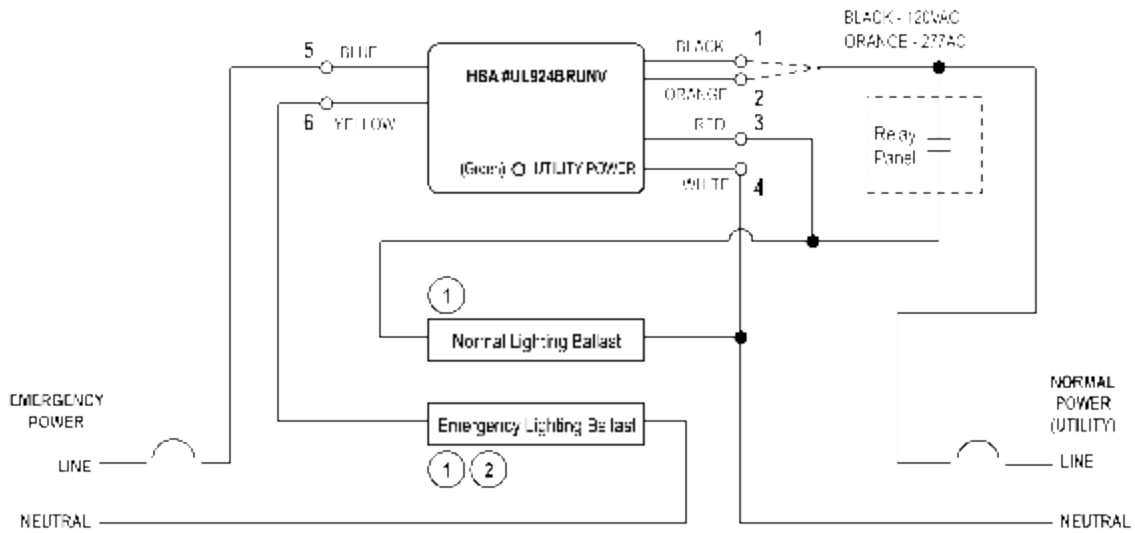 BLACK - 120VAC
ORANGE - 277AC
5 BLUE
BLACK 1
HBA #UL924BRUNV
6 YELLOW
ORANGE 2
RED 3
Relay
Panel
(Green) UTILITY POWER
WHITE 4
1
Normal Lighting Ballast
EMERGENCY
POWER
NORMAL
POWER
(UTILITY)
Emergency Lighting Ballast
1 2
LINE
LINE
NEUTRAL
NEUTRAL